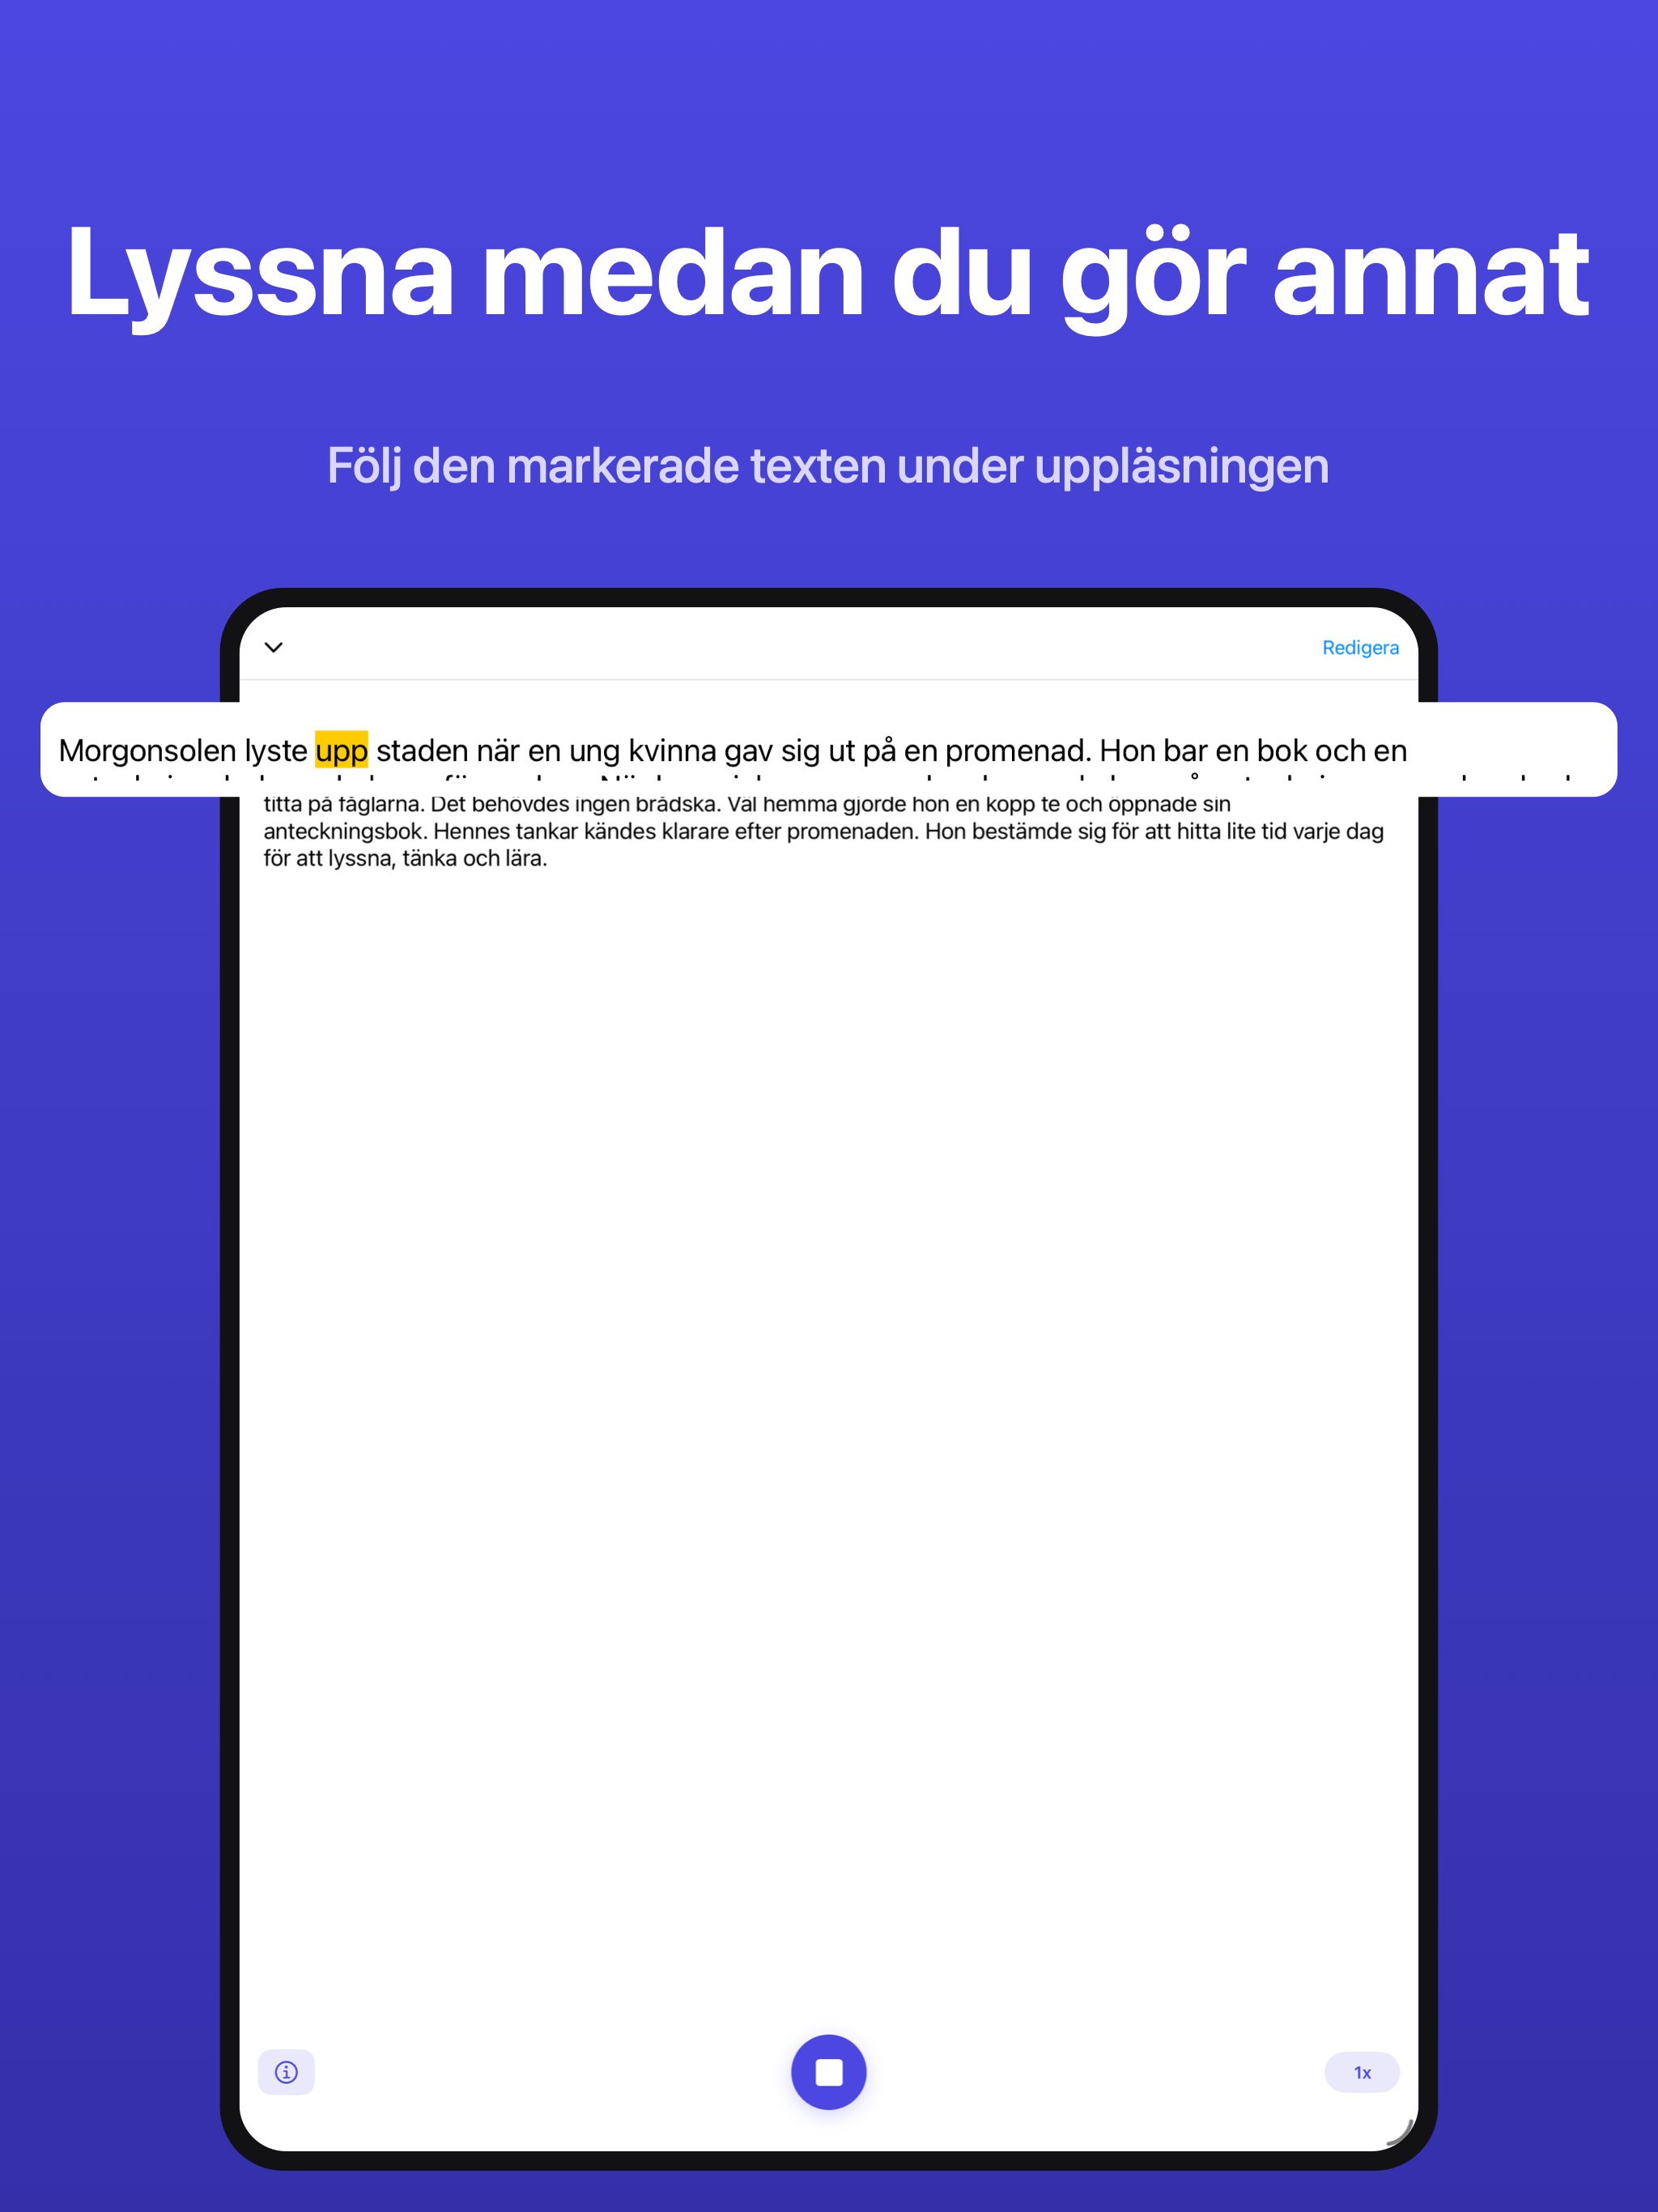 Lyssna medan du gör annat
Följ den markerade texten under uppläsningen
Redigera
Morgonsolen lyste upp staden när en ung kvinna gav sig ut på en promenad. Hon bar en bok och en
titta på fåglarna. Det behövdes ingen brådska. Väl hemma gjorde hon en kopp te och öppnade sin
anteckningsbok. Hennes tankar kändes klarare efter promenaden. Hon bestämde sig för att hitta lite tid varje dag
för att lyssna, tänka och lära.
1x